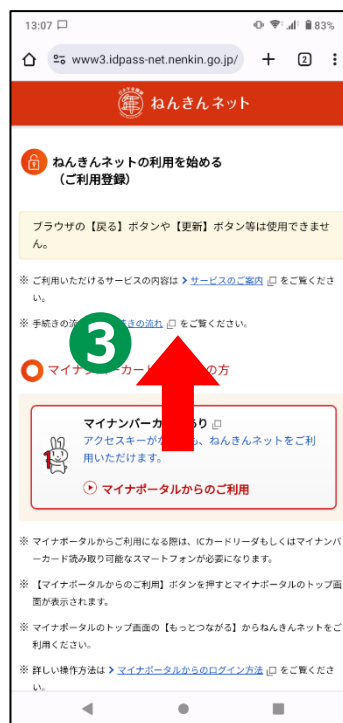 13:07 83%
www3.idpass-net.nenkin.go.jp/ 2
ねんきんネット
ねんきんネットの利用を始める
（ご利用登録）
ブラウザの【戻る】ボタンや【更新】ボタン等は使用できませ
ん。
※ ご利用いただけるサービスの内容は サービスのご案内 をご覧くださ
い。
※ 手続きの流 きの流れ をご覧ください。
3
マイナンバーカード の方
マイナンバーカ あり
アクセスキーがな も、ねんきんネットをご利
用いただけます。
マイナポータルからのご利用
※ マイナポータルからご利用になる際は、ICカードリーダもしくはマイナンバ
ーカード読み取り可能なスマートフォンが必要になります。
※ 【マイナポータルからのご利用】ボタンを押すとマイナポータルのトップ画
面が表示されます。
※ マイナポータルのトップ画面の【もっとつながる】からねんきんネットをご
利用ください。
※ 詳しい操作方法は マイナポータルからのログイン方法 をご覧くださ
い。